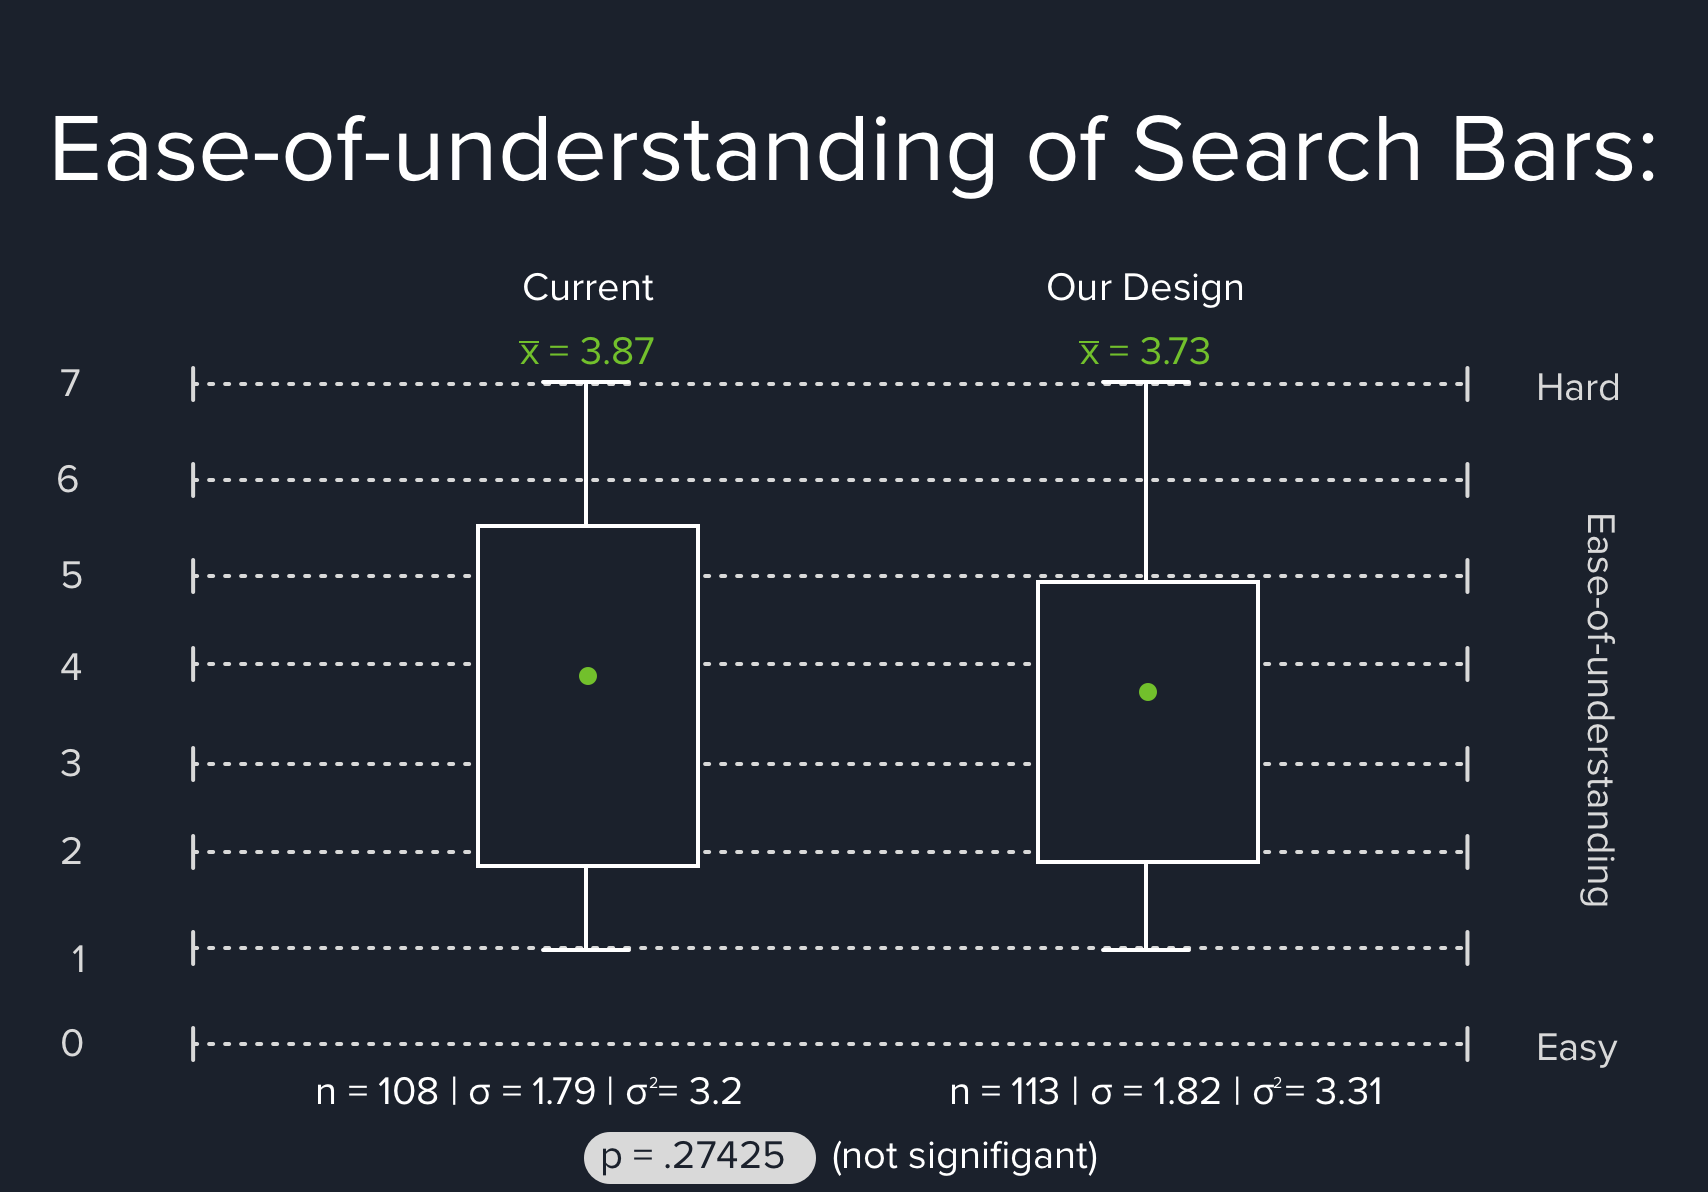 Ease-of-understanding of Search Bars:
Current
Our Design
x̅ = 3.87
x̅ = 3.73
7
Hard
6
5
4
3
2
1
0
Easy
Ease-of-understanding
n = 108 | σ = 1.79 | σ²= 3.2
n = 113 | σ = 1.82 | σ²= 3.31
p = .27425 (not signifigant)